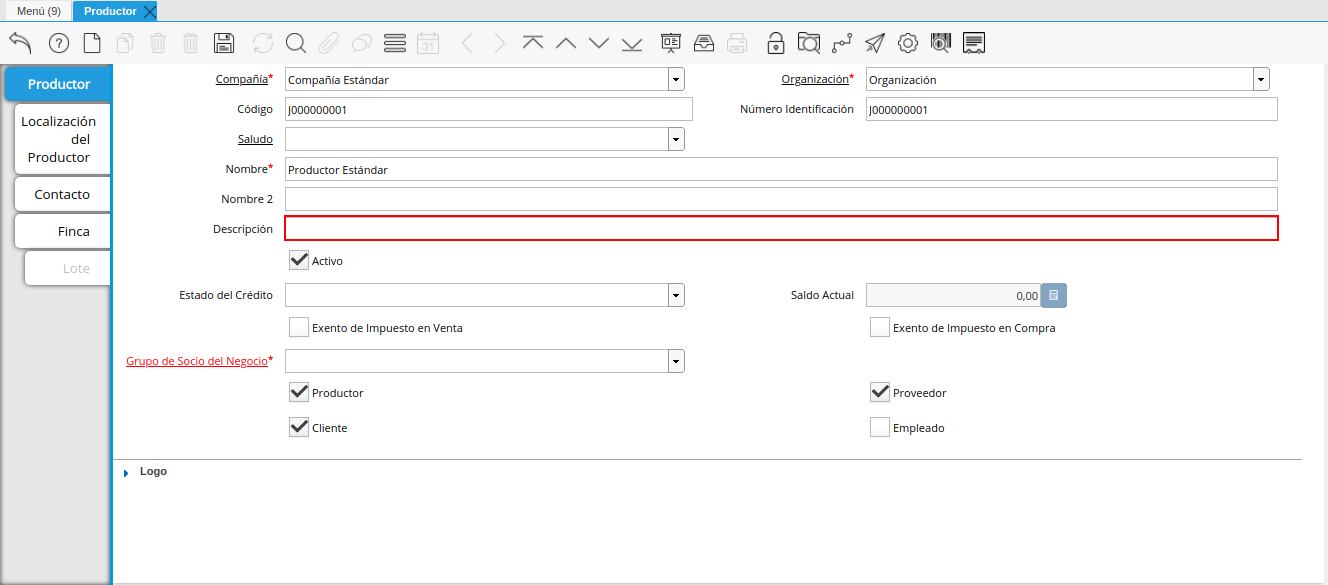 Menú (9) Productor
31
Productor
Localización
del
Productor
Contacto
Finca
Lote
Compañía* Compañía Estándar Organización* Organización
Código J000000001 Número Identificación J000000001
Saludo
Nombre* Productor Estándar
Nombre 2
Descripción
Activo
Estado del Crédito Saldo Actual 0,00
Exento de Impuesto en Venta Exento de Impuesto en Compra
Grupo de Socio del Negocio*
Productor Proveedor
Cliente Empleado
Logo